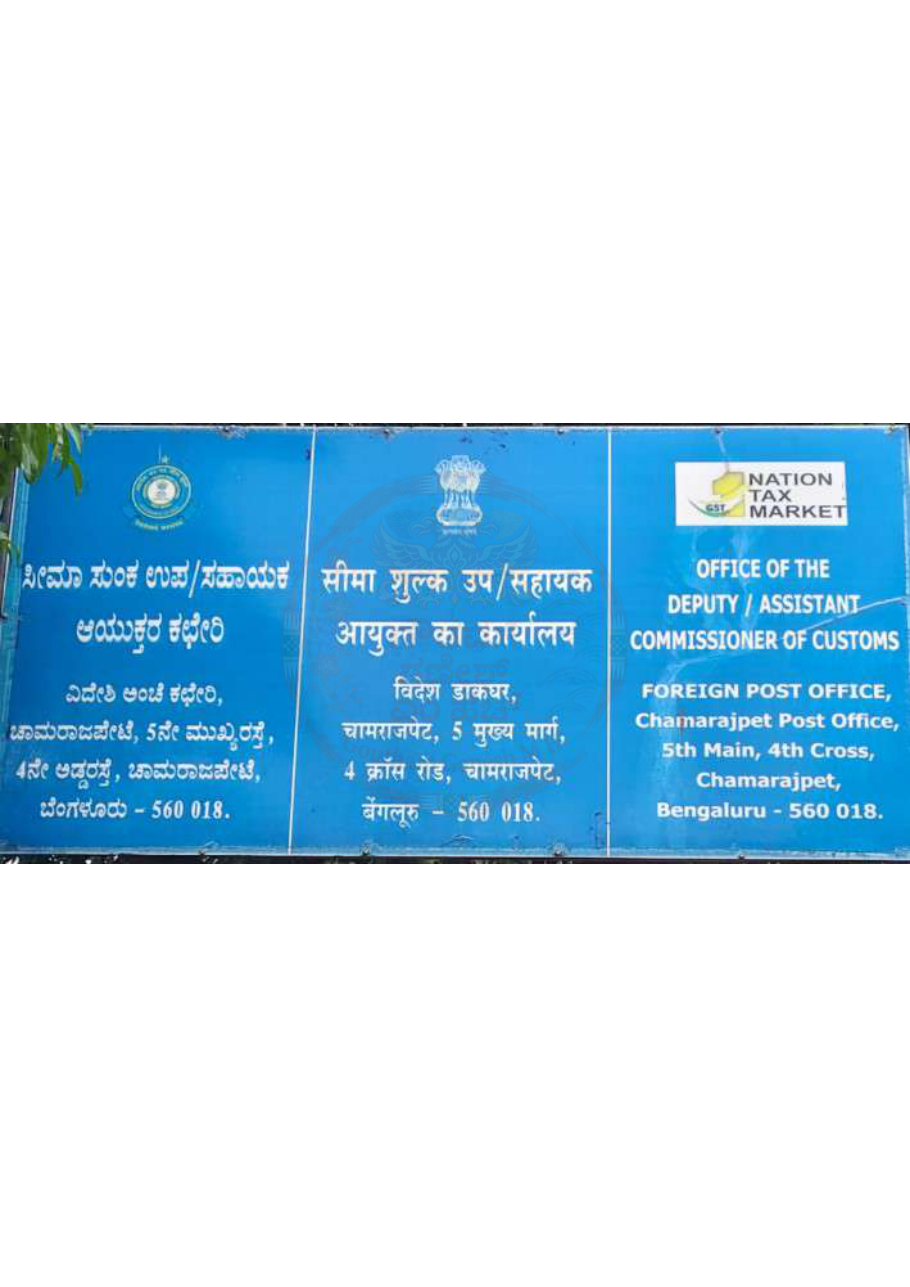 ಸೀಮಾ ಸುಂಕ ಉಪ/ಸಹಾಯಕ
ಆಯುಕ್ತರ ಕಛೇರಿ
ವಿದೇಶಿ ಅಂಚೆ ಕಛೇರಿ,
ಚಾಮರಾಜಪೇಟೆ, 5ನೇ ಮುಖ್ಯರಸ್ತೆ,
4ನೇ ಅಡ್ಡರಸ್ತೆ, ಚಾಮರಾಜಪೇಟೆ,
ಬೆಂಗಳೂರು - 560 018.
सीमा शुल्क उप/सहायक
आयुक्त का कार्यालय
विदेश डाकघर,
चामराजपेट, 5 मुख्य मार्ग,
4 क्रॉस रोड, चामराजपेट,
बेंगलूरु - 560 018.
GST
NATION
TAX
MARKET
OFFICE OF THE
DEPUTY / ASSISTANT
COMMISSIONER OF CUSTOMS
FOREIGN POST OFFICE,
Chamarajpet Post Office,
5th Main, 4th Cross,
Chamarajpet,
Bengaluru - 560 018.